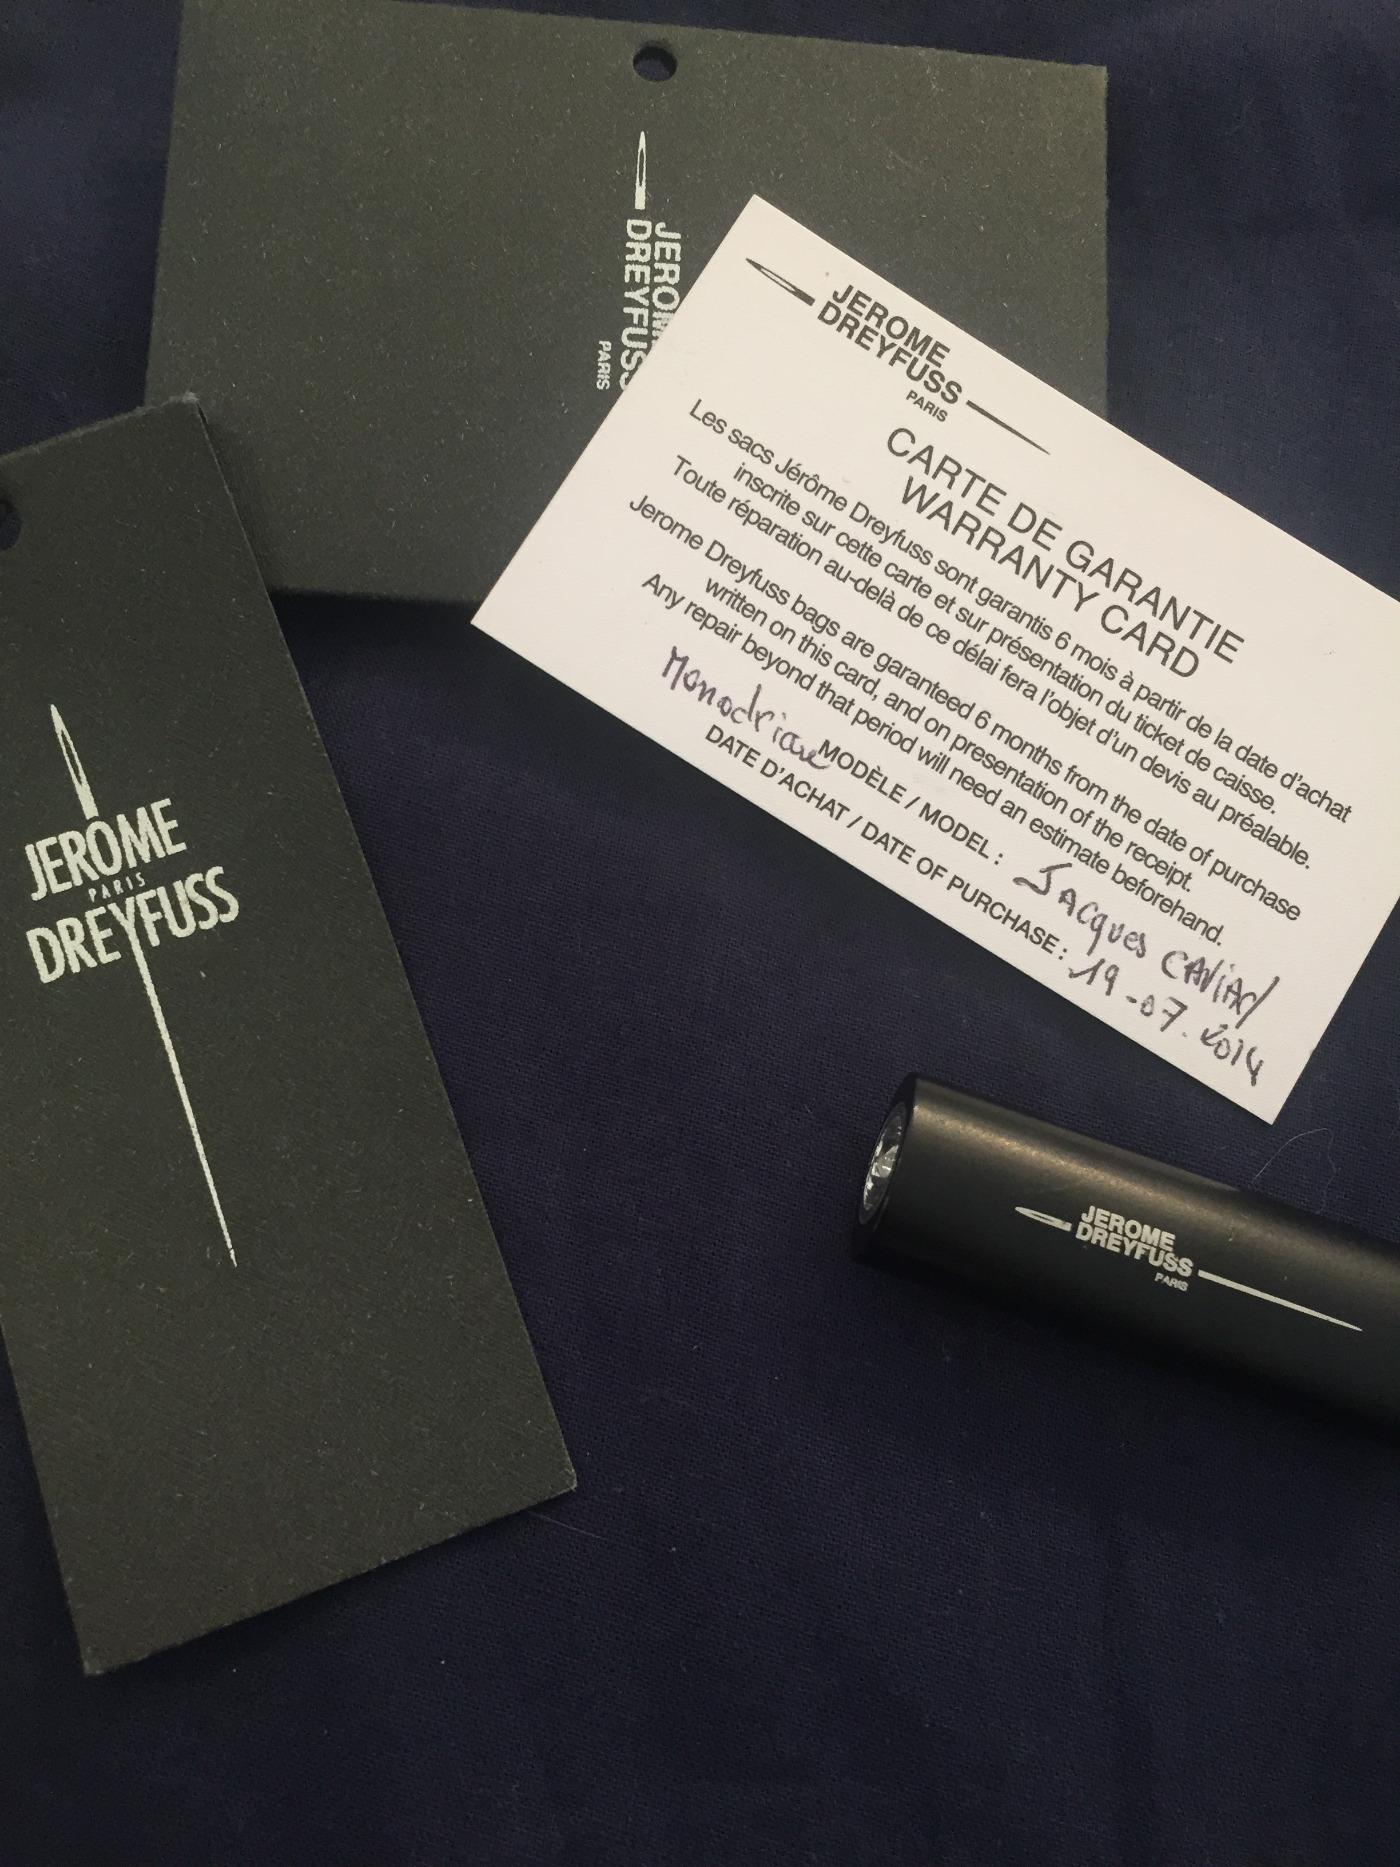 JEROME
DREYFUSS
PARIS
JEROME
DREYFUSS
PARIS
CARTE DE GARANTIE
WARRANTY CARD
Les sacs Jérôme Dreyfuss sont garantis 6 mois à partir de la date d'achat
inscrite sur cette carte et sur présentation du ticket de caisse.
Toute réparation au-delà de ce délai fera l'objet d'un devis au préalable.
Jerome Dreyfuss bags are garanteed 6 months from the date of purchase
written on this card, and on presentation of the receipt.
Any repair beyond that period will need an estimate beforehand.
MODÈLE / MODEL : Jacques CAViAr
DATE D'ACHAT / DATE OF PURCHASE : 19-07.2014
JEROME
PARIS
DREYFUSS
JEROME
DREYFUSS
PARIS